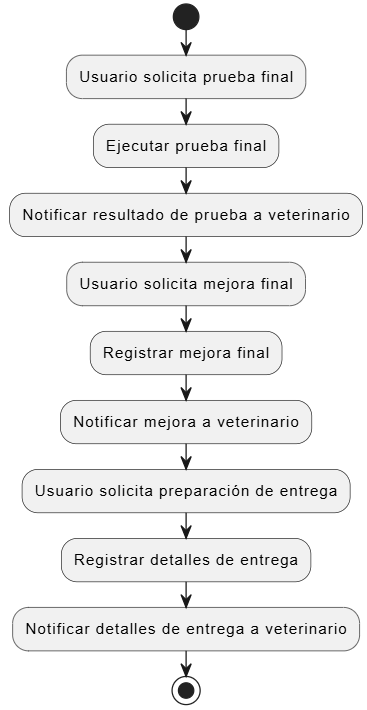 Usuario solicita prueba final
Ejecutar prueba final
Notificar resultado de prueba a veterinario
Usuario solicita mejora final
Registrar mejora final
Notificar mejora a veterinario
Usuario solicita preparación de entrega
Registrar detalles de entrega
Notificar detalles de entrega a veterinario